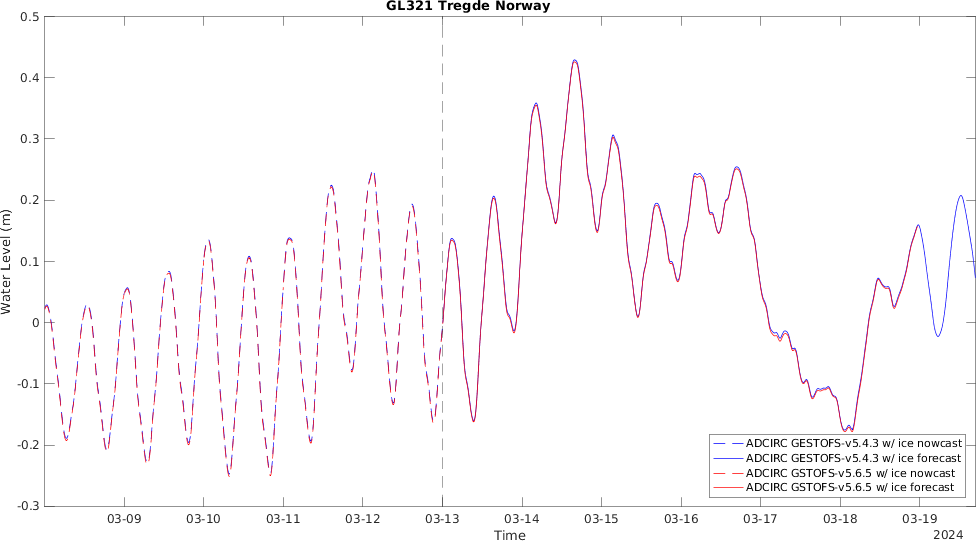 GL321 Tregde Norway
0.5
0.4
0.3
0.2
0.1
0
-0.1
-0.2
-0.3
Water Level (m)
ADCIRC GESTOFS-v5.4.3 w/ ice nowcast
ADCIRC GESTOFS-v5.4.3 w/ ice forecast
ADCIRC GSTOFS-v5.6.5 w/ ice nowcast
ADCIRC GSTOFS-v5.6.5 w/ ice forecast
03-09 03-10 03-11 03-12 03-13 03-14 03-15 03-16 03-17 03-18 03-19
Time
2024